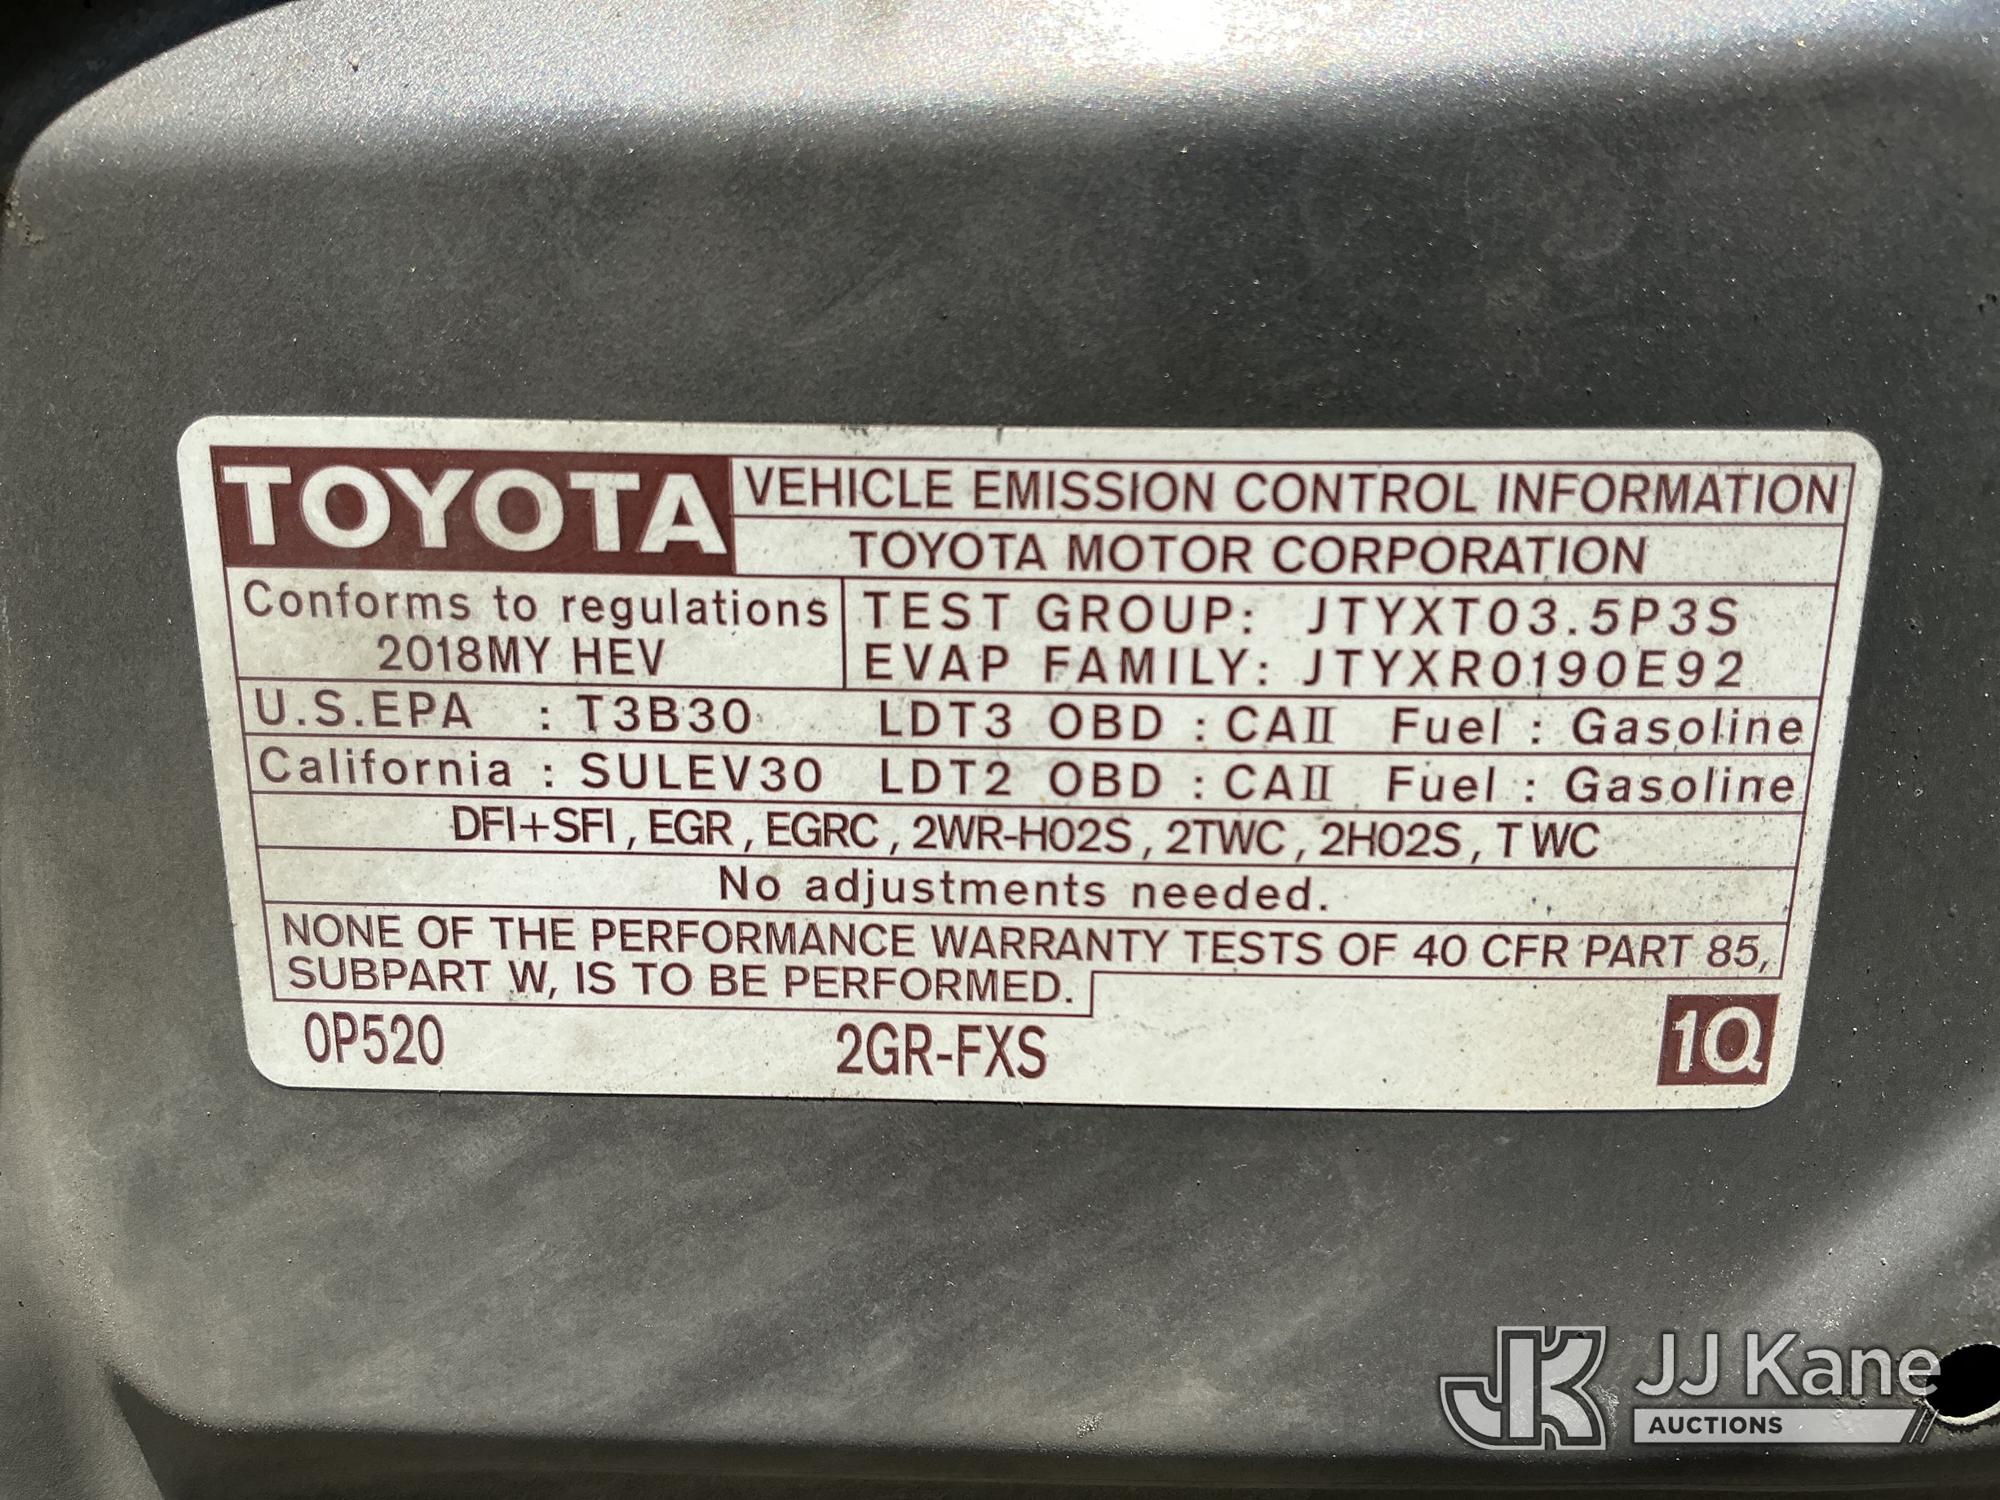 TOYOTA VEHICLE EMISSION CONTROL INFORMATION
TOYOTA MOTOR CORPORATION
Conforms to regulations
2018MY HEV
TEST GROUP: JTYXT03.5P3S
EVAP FAMILY: JTYXR0190E92
U.S.EPA : T3B30 LDT3 OBD : CAII Fuel : Gasoline
California : SULEV30 LDT2 OBD : CAII Fuel : Gasoline
DFI+SFI, EGR, EGRC, 2WR-HO2S, 2TWC, 2HO2S, TWC
No adjustments needed.
NONE OF THE PERFORMANCE WARRANTY TESTS OF 40 CFR PART 85,
SUBPART W, IS TO BE PERFORMED.
0P520 2GR-FXS 1Q
JK JJ Kane
AUCTIONS